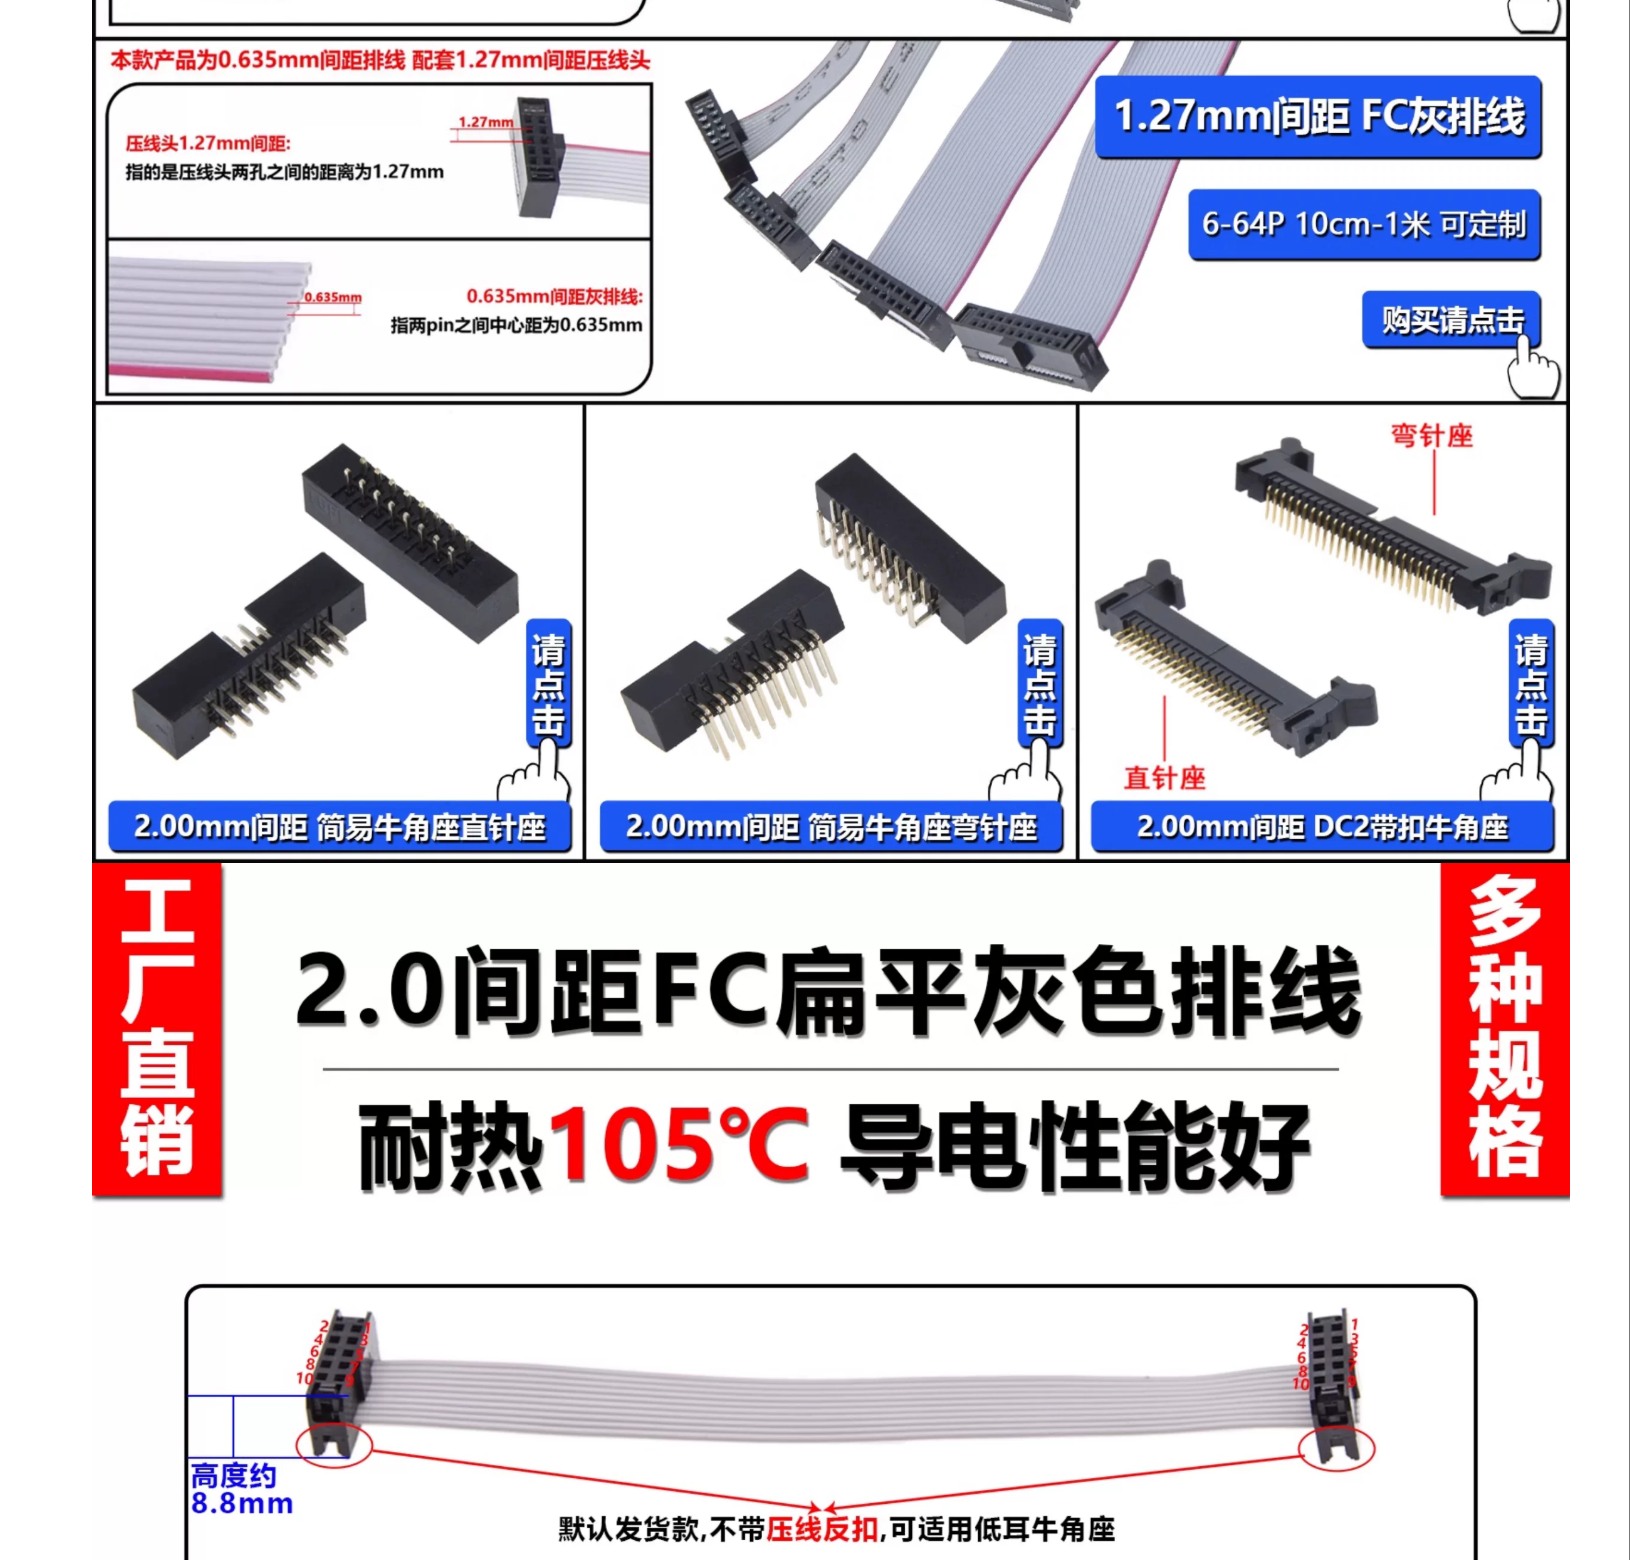 本款产品为0.635mm间距排线 配套1.27mm间距压线头
1.27mm
压线头1.27mm间距:
指的是压线头两孔之间的距离为1.27mm
0.635mm
0.635mm间距灰排线:
指两pin之间中心距为0.635mm
1.27mm间距 FC灰排线
6-64P 10cm-1米 可定制
购买请点击
请点击
2.00mm间距 简易牛角座直针座
请点击
2.00mm间距 简易牛角座弯针座
弯针座
直针座
请点击
2.00mm间距 DC2带扣牛角座
工厂直销
多种规格
2.0间距FC扁平灰色排线
耐热105℃ 导电性能好
2 1
4 3
6
8
10
2 1
4 3
6
8
10
高度约
8.8mm
默认发货款,不带压线反扣,可适用低耳牛角座